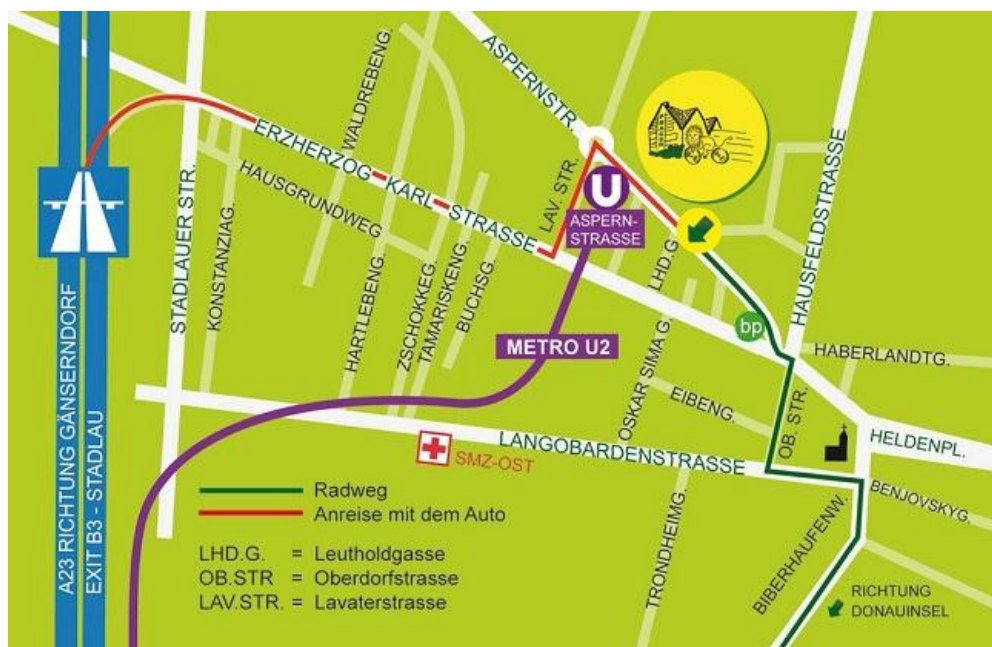 ASPERNSTR.
WALDREBENG.
ERZHERZOG-KARL-STRASSE
HAUSGRUNDWEG
STADLAUER STR.
KONSTANZIAG.
HARTLEBENG.
ZSCHOKKEG.
TAMARISKENG.
BUCHSG.
LAV. STR.
U
ASPERN-
STRASSE
LHD.G.
HAUSFELDSTRASSE
bp
METRO U2
OSKAR SIMA G.
EIBENG.
HABERLANDTG.
OB. STR.
HELDENPL.
LANGOBARDENSTRASSE
SMZ-OST
BENJOVSKYG.
TRONDHEIMG.
BIBERHAUFENW.
A23 RICHTUNG GÄNSERNDORF
EXIT B3 - STADLAU
Radweg
Anreise mit dem Auto
LHD.G. = Leutholdgasse
OB.STR = Oberdorfstrasse
LAV.STR. = Lavaterstrasse
RICHTUNG
DONAUINSEL